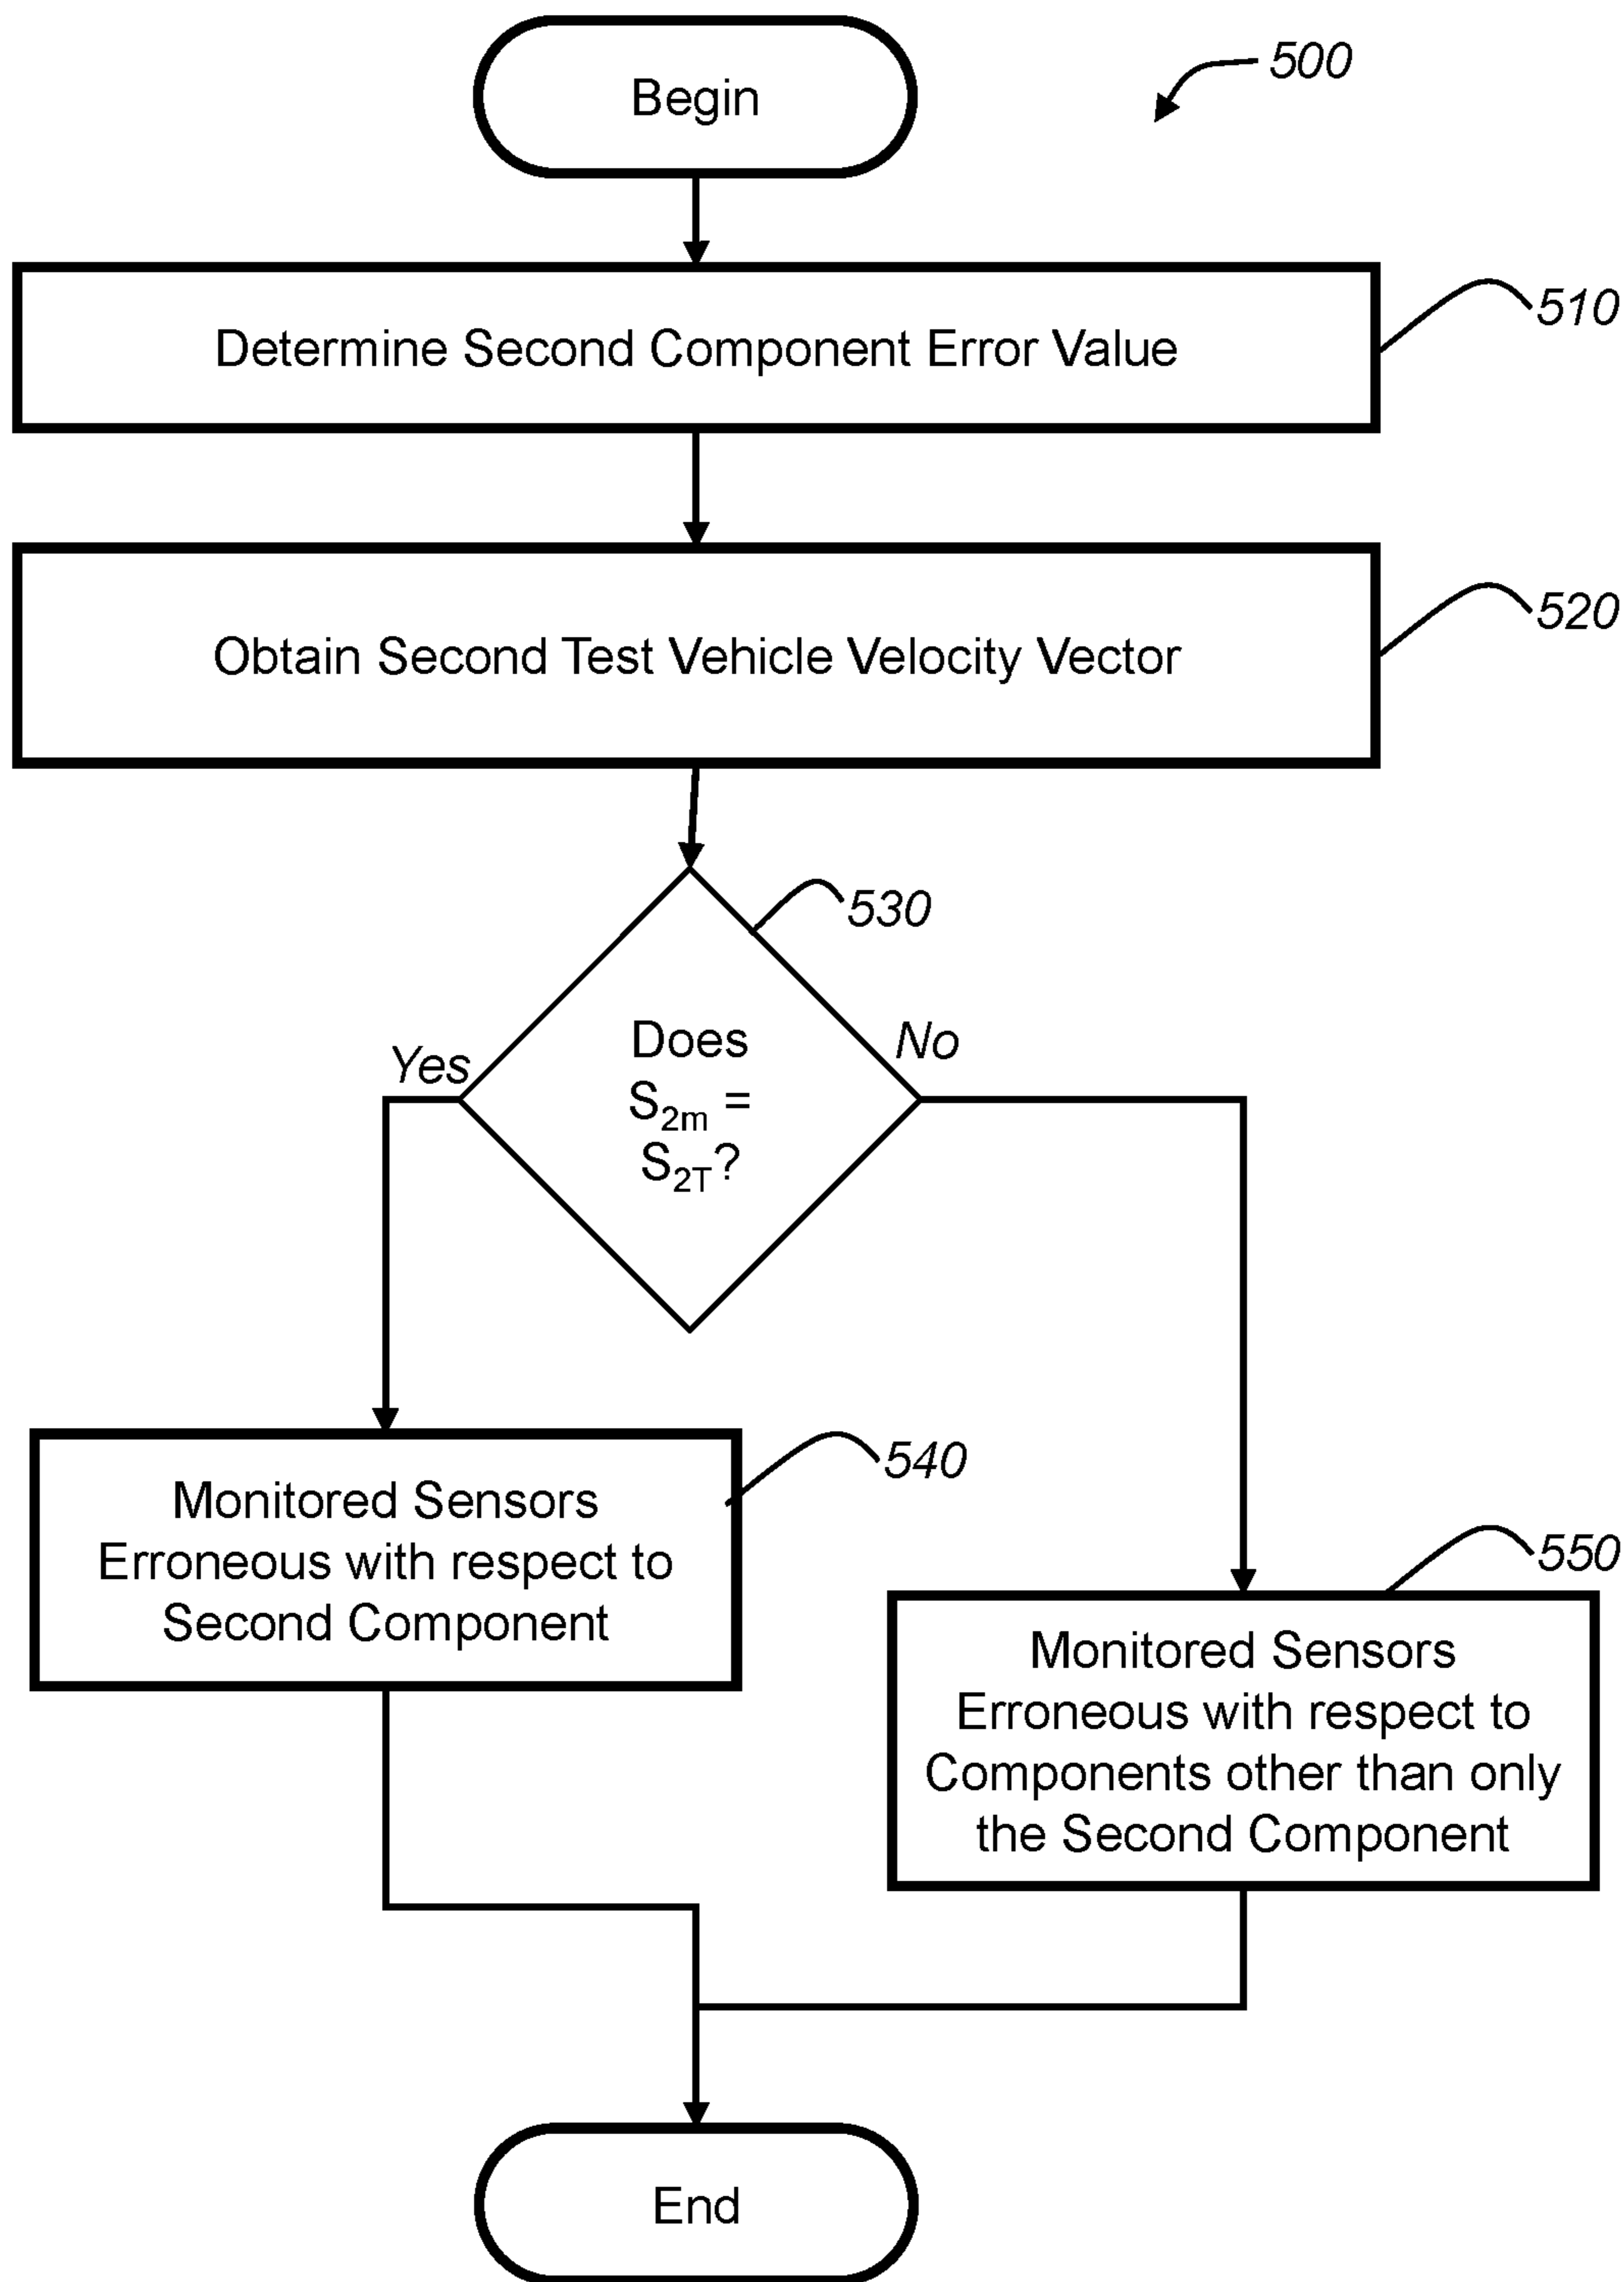 Begin
500
Determine Second Component Error Value
510
Obtain Second Test Vehicle Velocity Vector
520
530
Does
S2m =
S2T?
Yes
No
Monitored Sensors
Erroneous with respect to
Second Component
540
550
Monitored Sensors
Erroneous with respect to
Components other than only
the Second Component
End